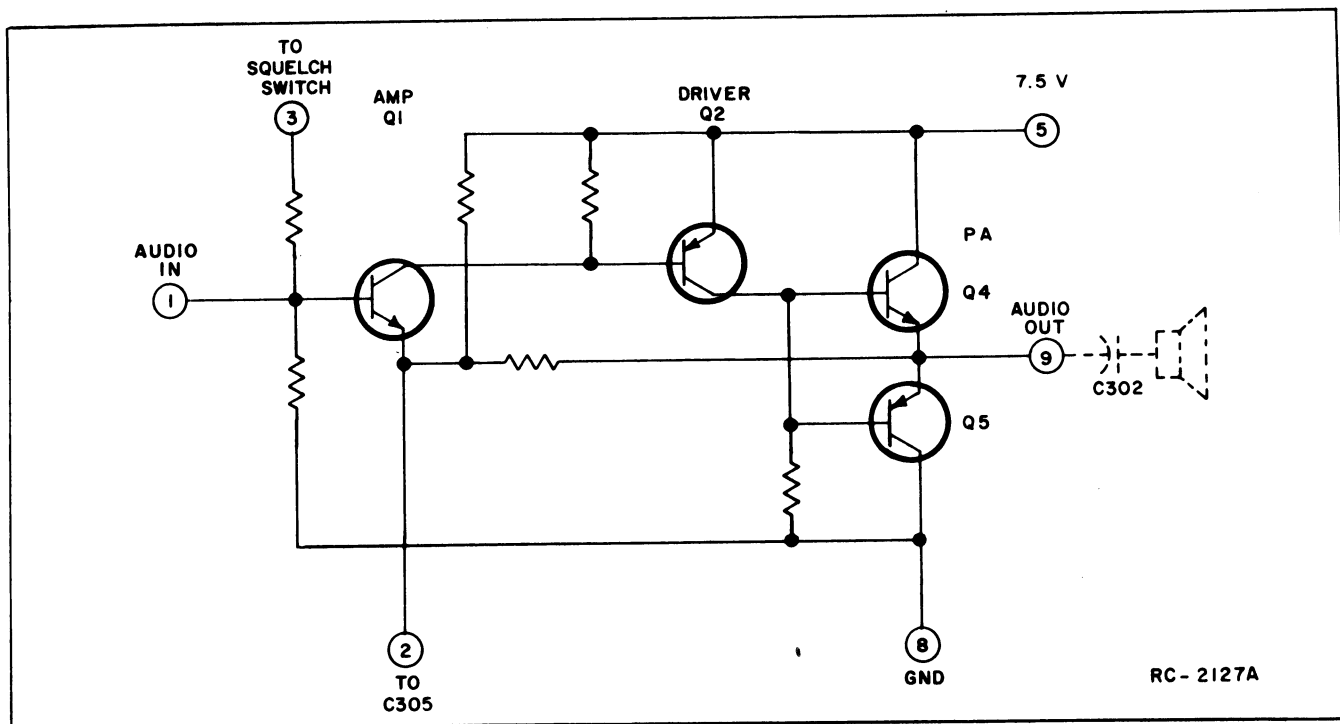 TO
SQUELCH
SWITCH
3
AMP
Q1
DRIVER
Q2
7.5 V
5
AUDIO
IN
1
PA
Q4
AUDIO
OUT
9
C302
Q5
2
TO
C305
8
GND
RC-2127A